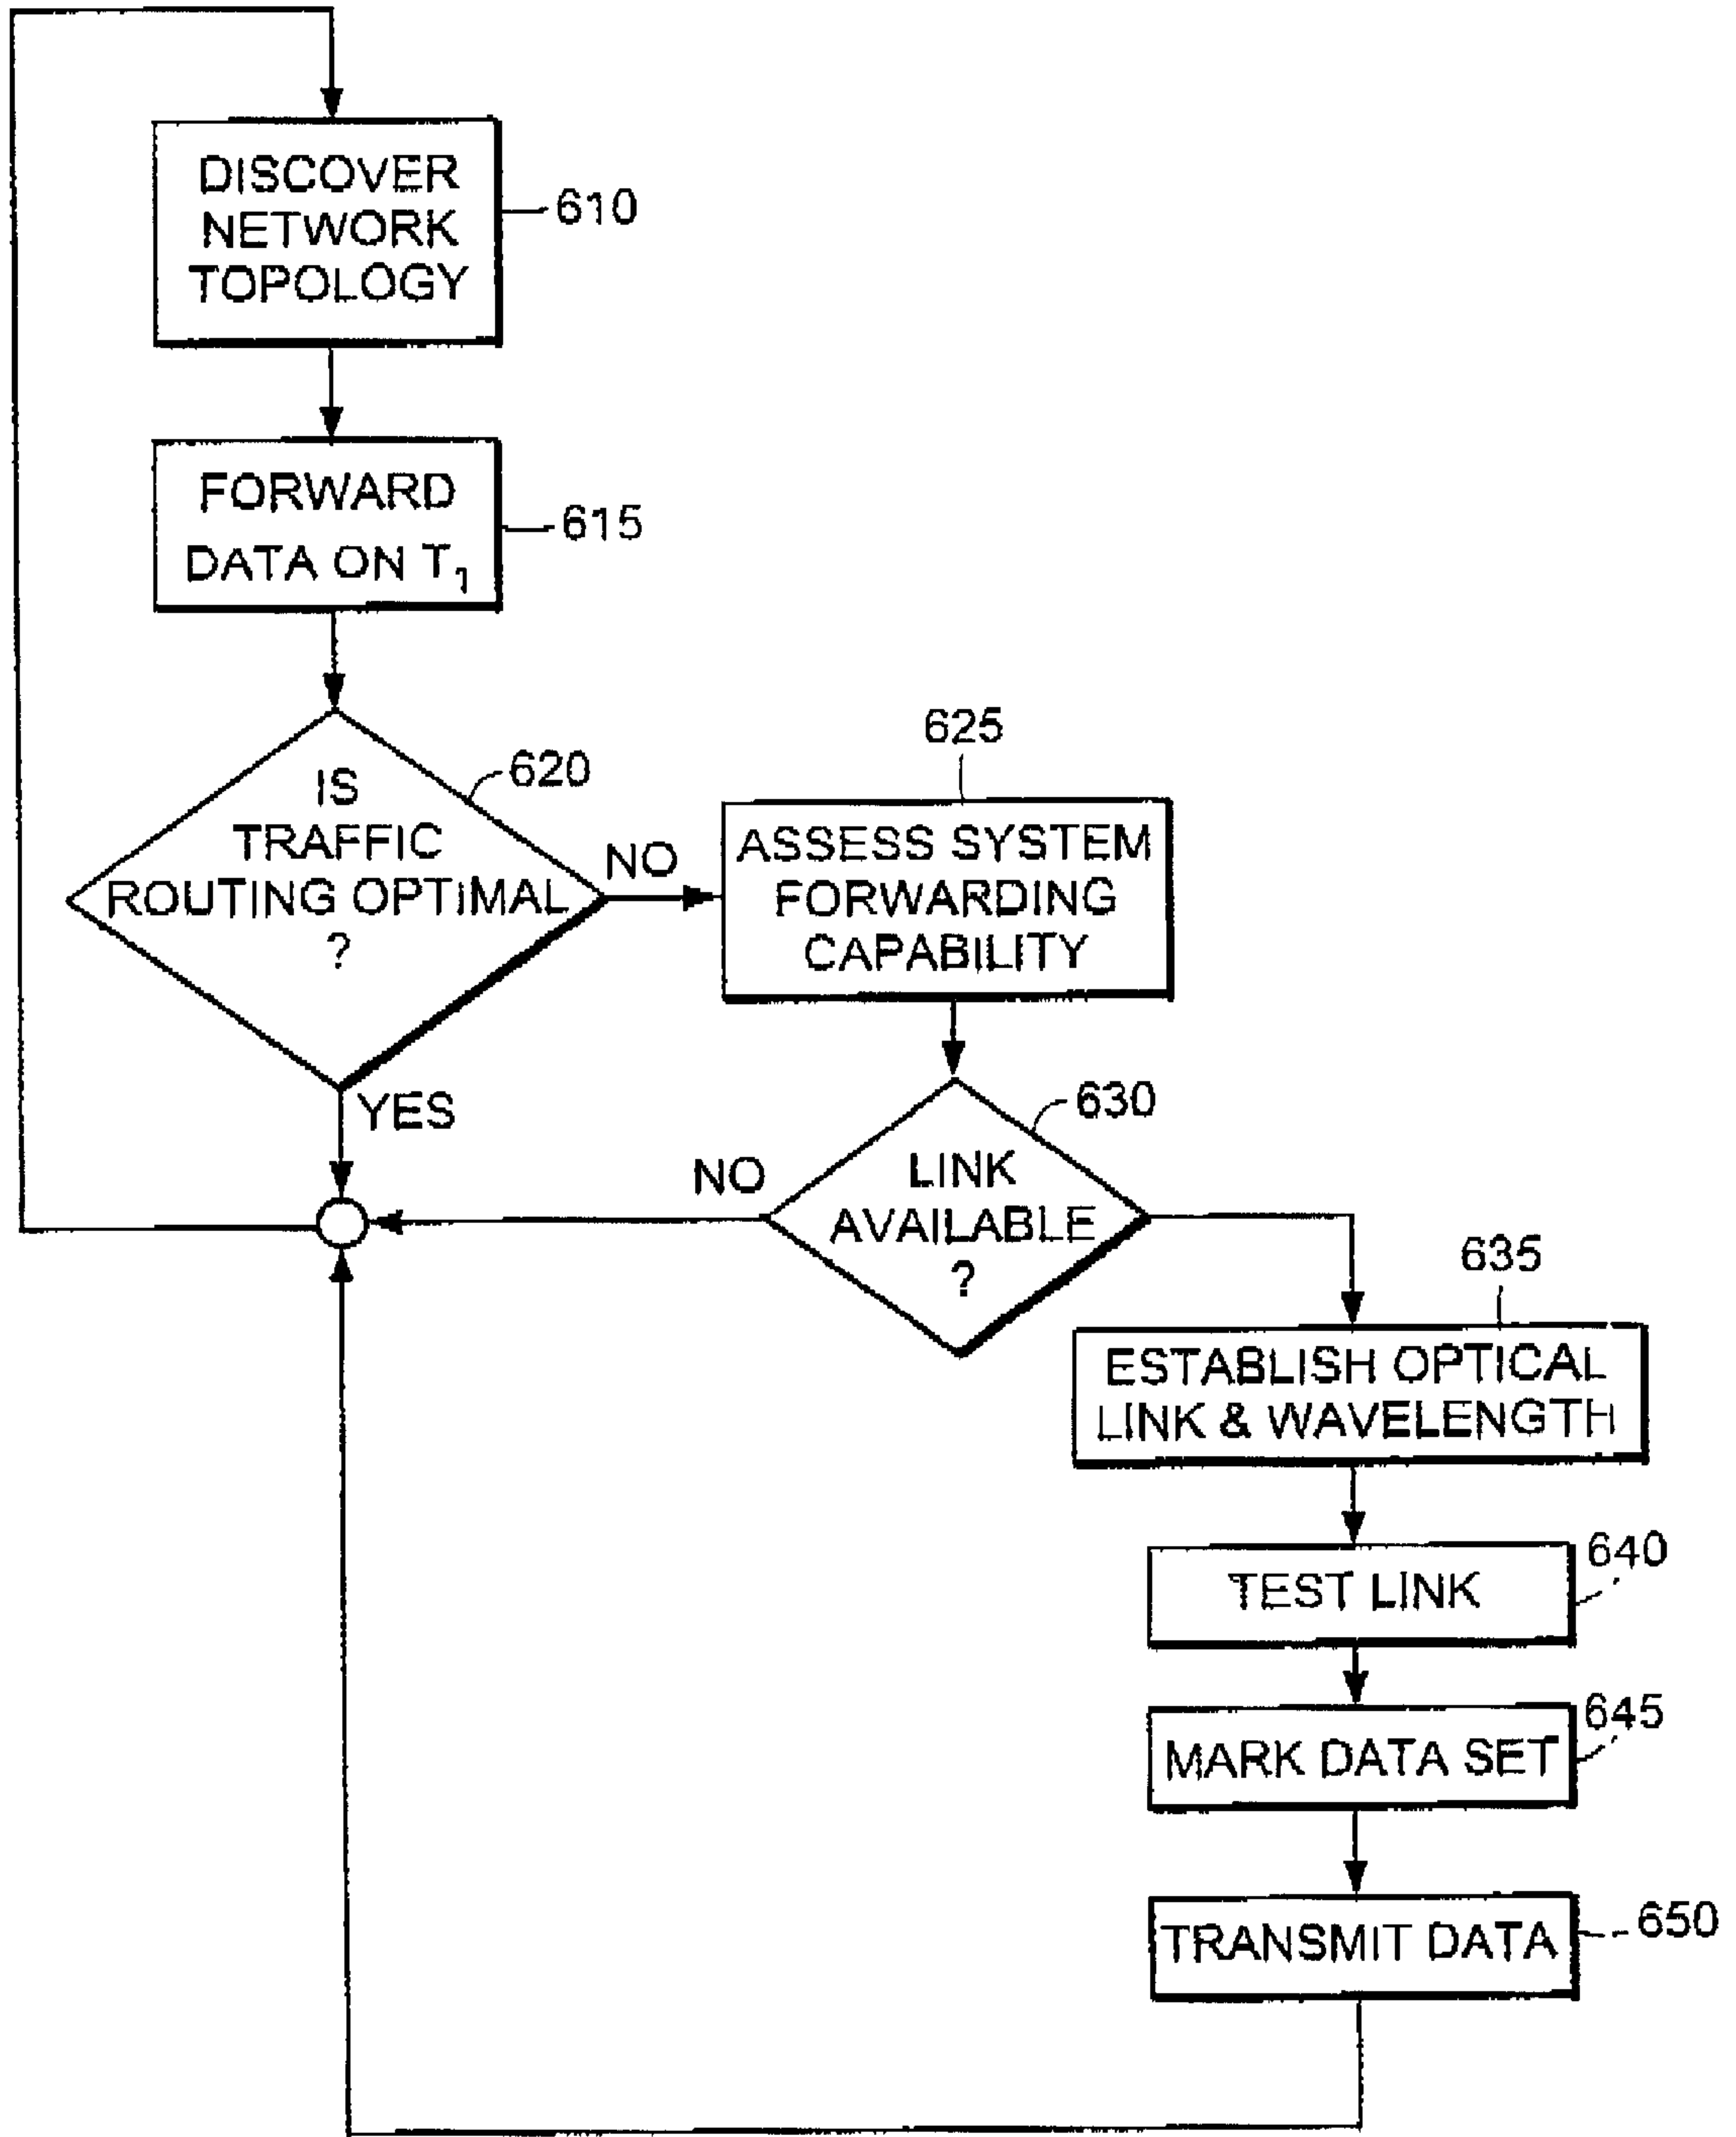 DISCOVER
NETWORK
TOPOLOGY
610
FORWARD
DATA ON T1
615
IS
TRAFFIC
ROUTING OPTIMAL
?
620
NO
YES
625
ASSESS SYSTEM
FORWARDING
CAPABILITY
630
LINK
AVAILABLE
?
NO
635
ESTABLISH OPTICAL
LINK & WAVELENGTH
640
TEST LINK
645
MARK DATA SET
650
TRANSMIT DATA